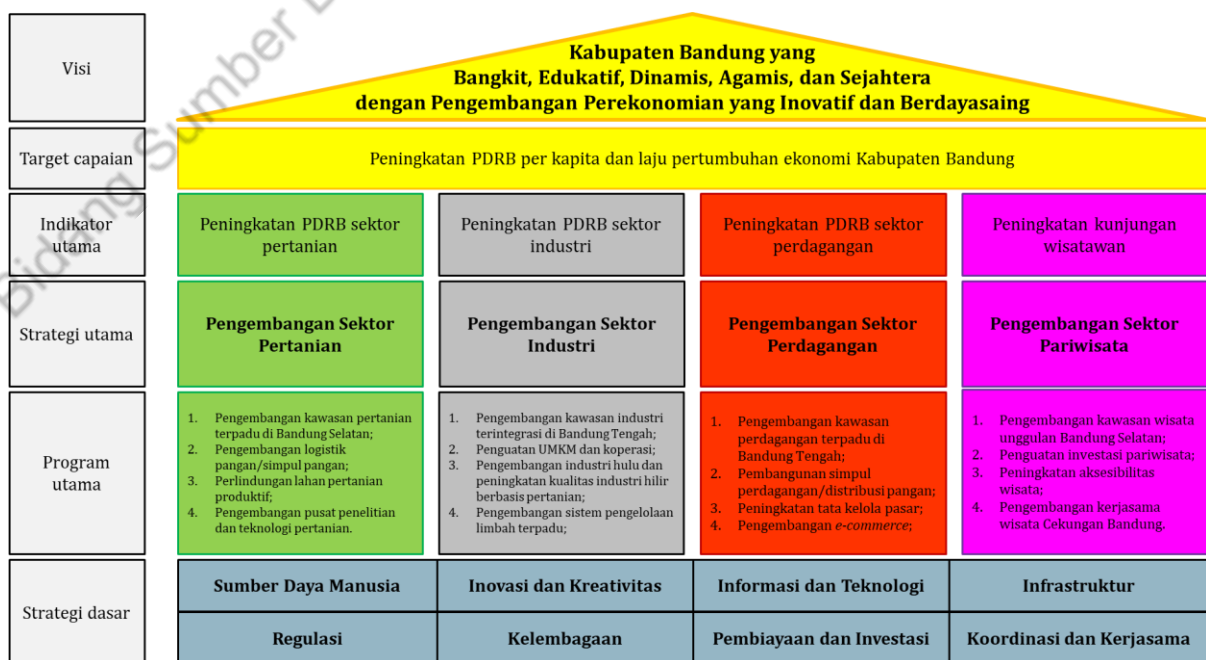 Visi
Kabupaten Bandung yang
Bangkit, Edukatif, Dinamis, Agamis, dan Sejahtera
dengan Pengembangan Perekonomian yang Inovatif dan Berdayasaing
Target capaian
Peningkatan PDRB per kapita dan laju pertumbuhan ekonomi Kabupaten Bandung
Indikator
utama
Peningkatan PDRB sektor
pertanian
Peningkatan PDRB sektor
industri
Peningkatan PDRB sektor
perdagangan
Peningkatan kunjungan
wisatawan
Strategi utama
Pengembangan Sektor
Pertanian
Pengembangan Sektor
Industri
Pengembangan Sektor
Perdagangan
Pengembangan Sektor
Pariwisata
Program
utama
1. Pengembangan kawasan pertanian
terpadu di Bandung Selatan;
2. Pengembangan logistik
pangan/simpul pangan;
3. Perlindungan lahan pertanian
produktif;
4. Pengembangan pusat penelitian
dan teknologi pertanian.
1. Pengembangan kawasan industri
terintegrasi di Bandung Tengah;
2. Penguatan UMKM dan koperasi;
3. Pengembangan industri hulu dan
peningkatan kualitas industri hilir
berbasis pertanian;
4. Pengembangan sistem pengelolaan
limbah terpadu;
1. Pengembangan kawasan
perdagangan terpadu di
Bandung Tengah;
2. Pembangunan simpul
perdagangan/distribusi pangan;
3. Peningkatan tata kelola pasar;
4. Pengembangan e-commerce;
1. Pengembangan kawasan wisata
unggulan Bandung Selatan;
2. Penguatan investasi pariwisata;
3. Peningkatan aksesibilitas
wisata;
4. Pengembangan kerjasama
wisata Cekungan Bandung.
Strategi dasar
Sumber Daya Manusia
Inovasi dan Kreativitas
Informasi dan Teknologi
Infrastruktur
Regulasi
Kelembagaan
Pembiayaan dan Investasi
Koordinasi dan Kerjasama
Bidang Sumber